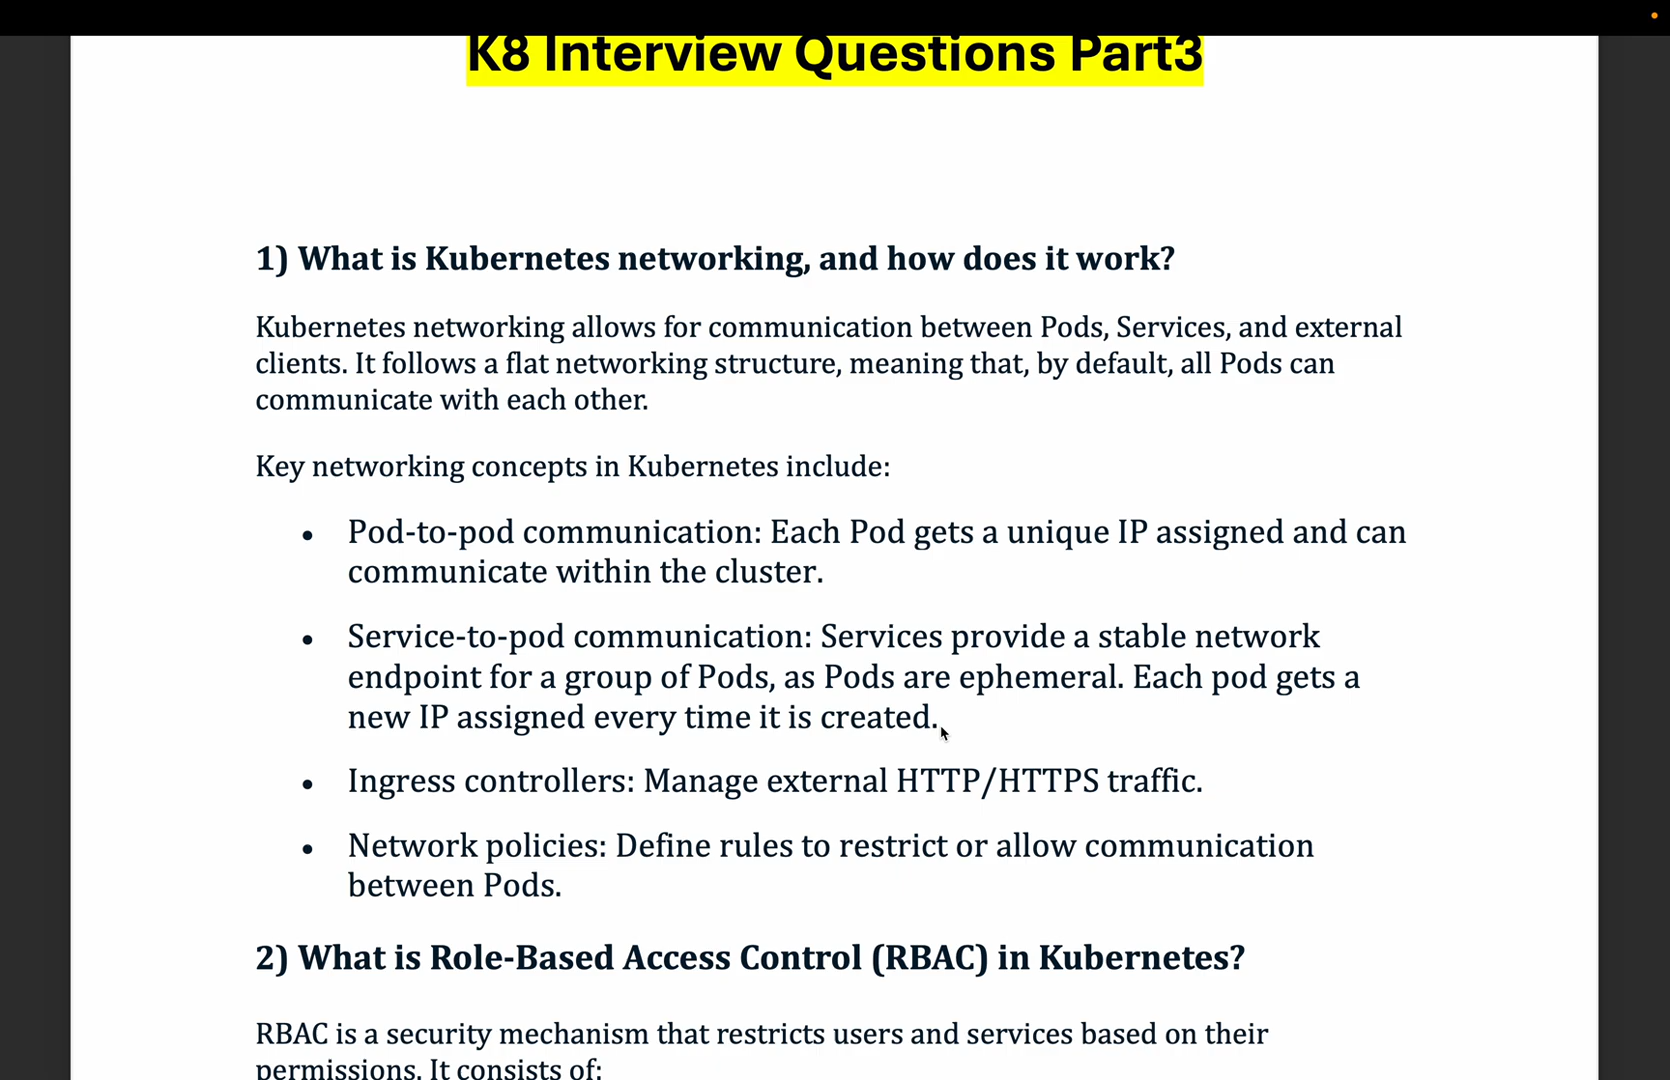 K8 Interview Questions Part3
1) What is Kubernetes networking, and how does it work?
Kubernetes networking allows for communication between Pods, Services, and external
clients. It follows a flat networking structure, meaning that, by default, all Pods can
communicate with each other.
Key networking concepts in Kubernetes include:
• Pod-to-pod communication: Each Pod gets a unique IP assigned and can
communicate within the cluster.
• Service-to-pod communication: Services provide a stable network
endpoint for a group of Pods, as Pods are ephemeral. Each pod gets a
new IP assigned every time it is created.
• Ingress controllers: Manage external HTTP/HTTPS traffic.
• Network policies: Define rules to restrict or allow communication
between Pods.
2) What is Role-Based Access Control (RBAC) in Kubernetes?
RBAC is a security mechanism that restricts users and services based on their
permissions. It consists of: